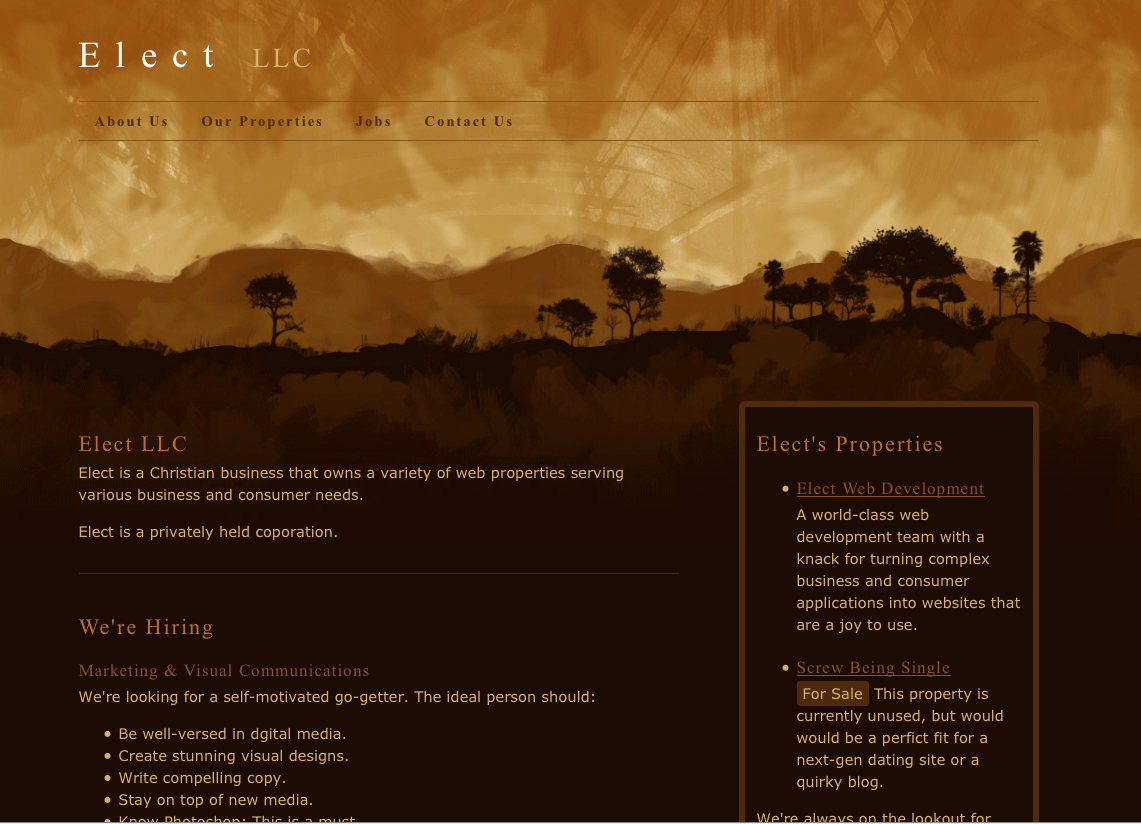 Elect LLC
About Us Our Properties Jobs Contact Us
Elect LLC
Elect is a Christian business that owns a variety of web properties serving
various business and consumer needs.
Elect is a privately held coporation.
We're Hiring
Marketing & Visual Communications
We're looking for a self-motivated go-getter. The ideal person should:
• Be well-versed in dgital media.
• Create stunning visual designs.
• Write compelling copy.
• Stay on top of new media.
• Know Photoshop: This is a must.
Elect's Properties
• Elect Web Development
A world-class web
development team with a
knack for turning complex
business and consumer
applications into websites that
are a joy to use.
• Screw Being Single
For Sale This property is
currently unused, but would
would be a perfict fit for a
next-gen dating site or a
quirky blog.
We're always on the lookout for